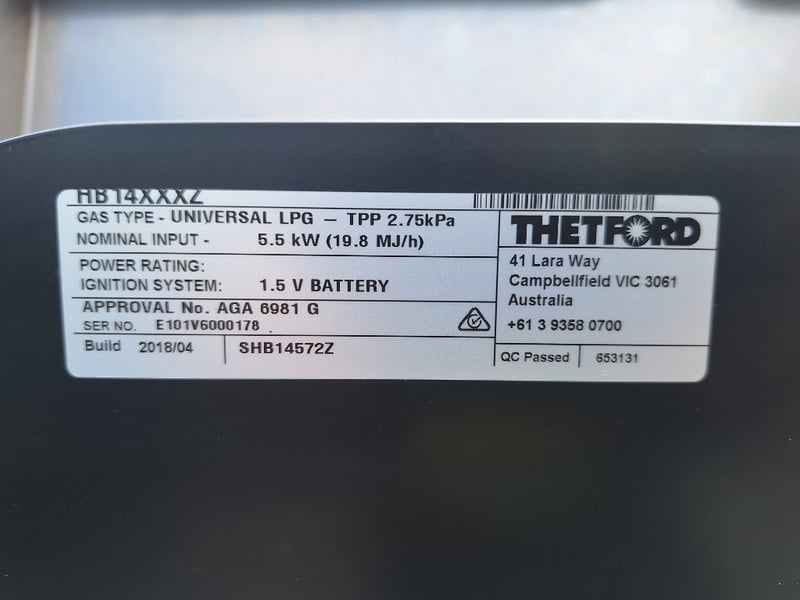 HB14XXXZ
GAS TYPE - UNIVERSAL LPG – TPP 2.75kPa
NOMINAL INPUT - 5.5 kW (19.8 MJ/h)
POWER RATING:
IGNITION SYSTEM: 1.5 V BATTERY
APPROVAL No. AGA 6981 G
SER NO. E101V6000178 .
Build 2018/04 SHB14572Z
THETFORD
41 Lara Way
Campbellfield VIC 3061
Australia
+61 3 9358 0700
QC Passed 653131